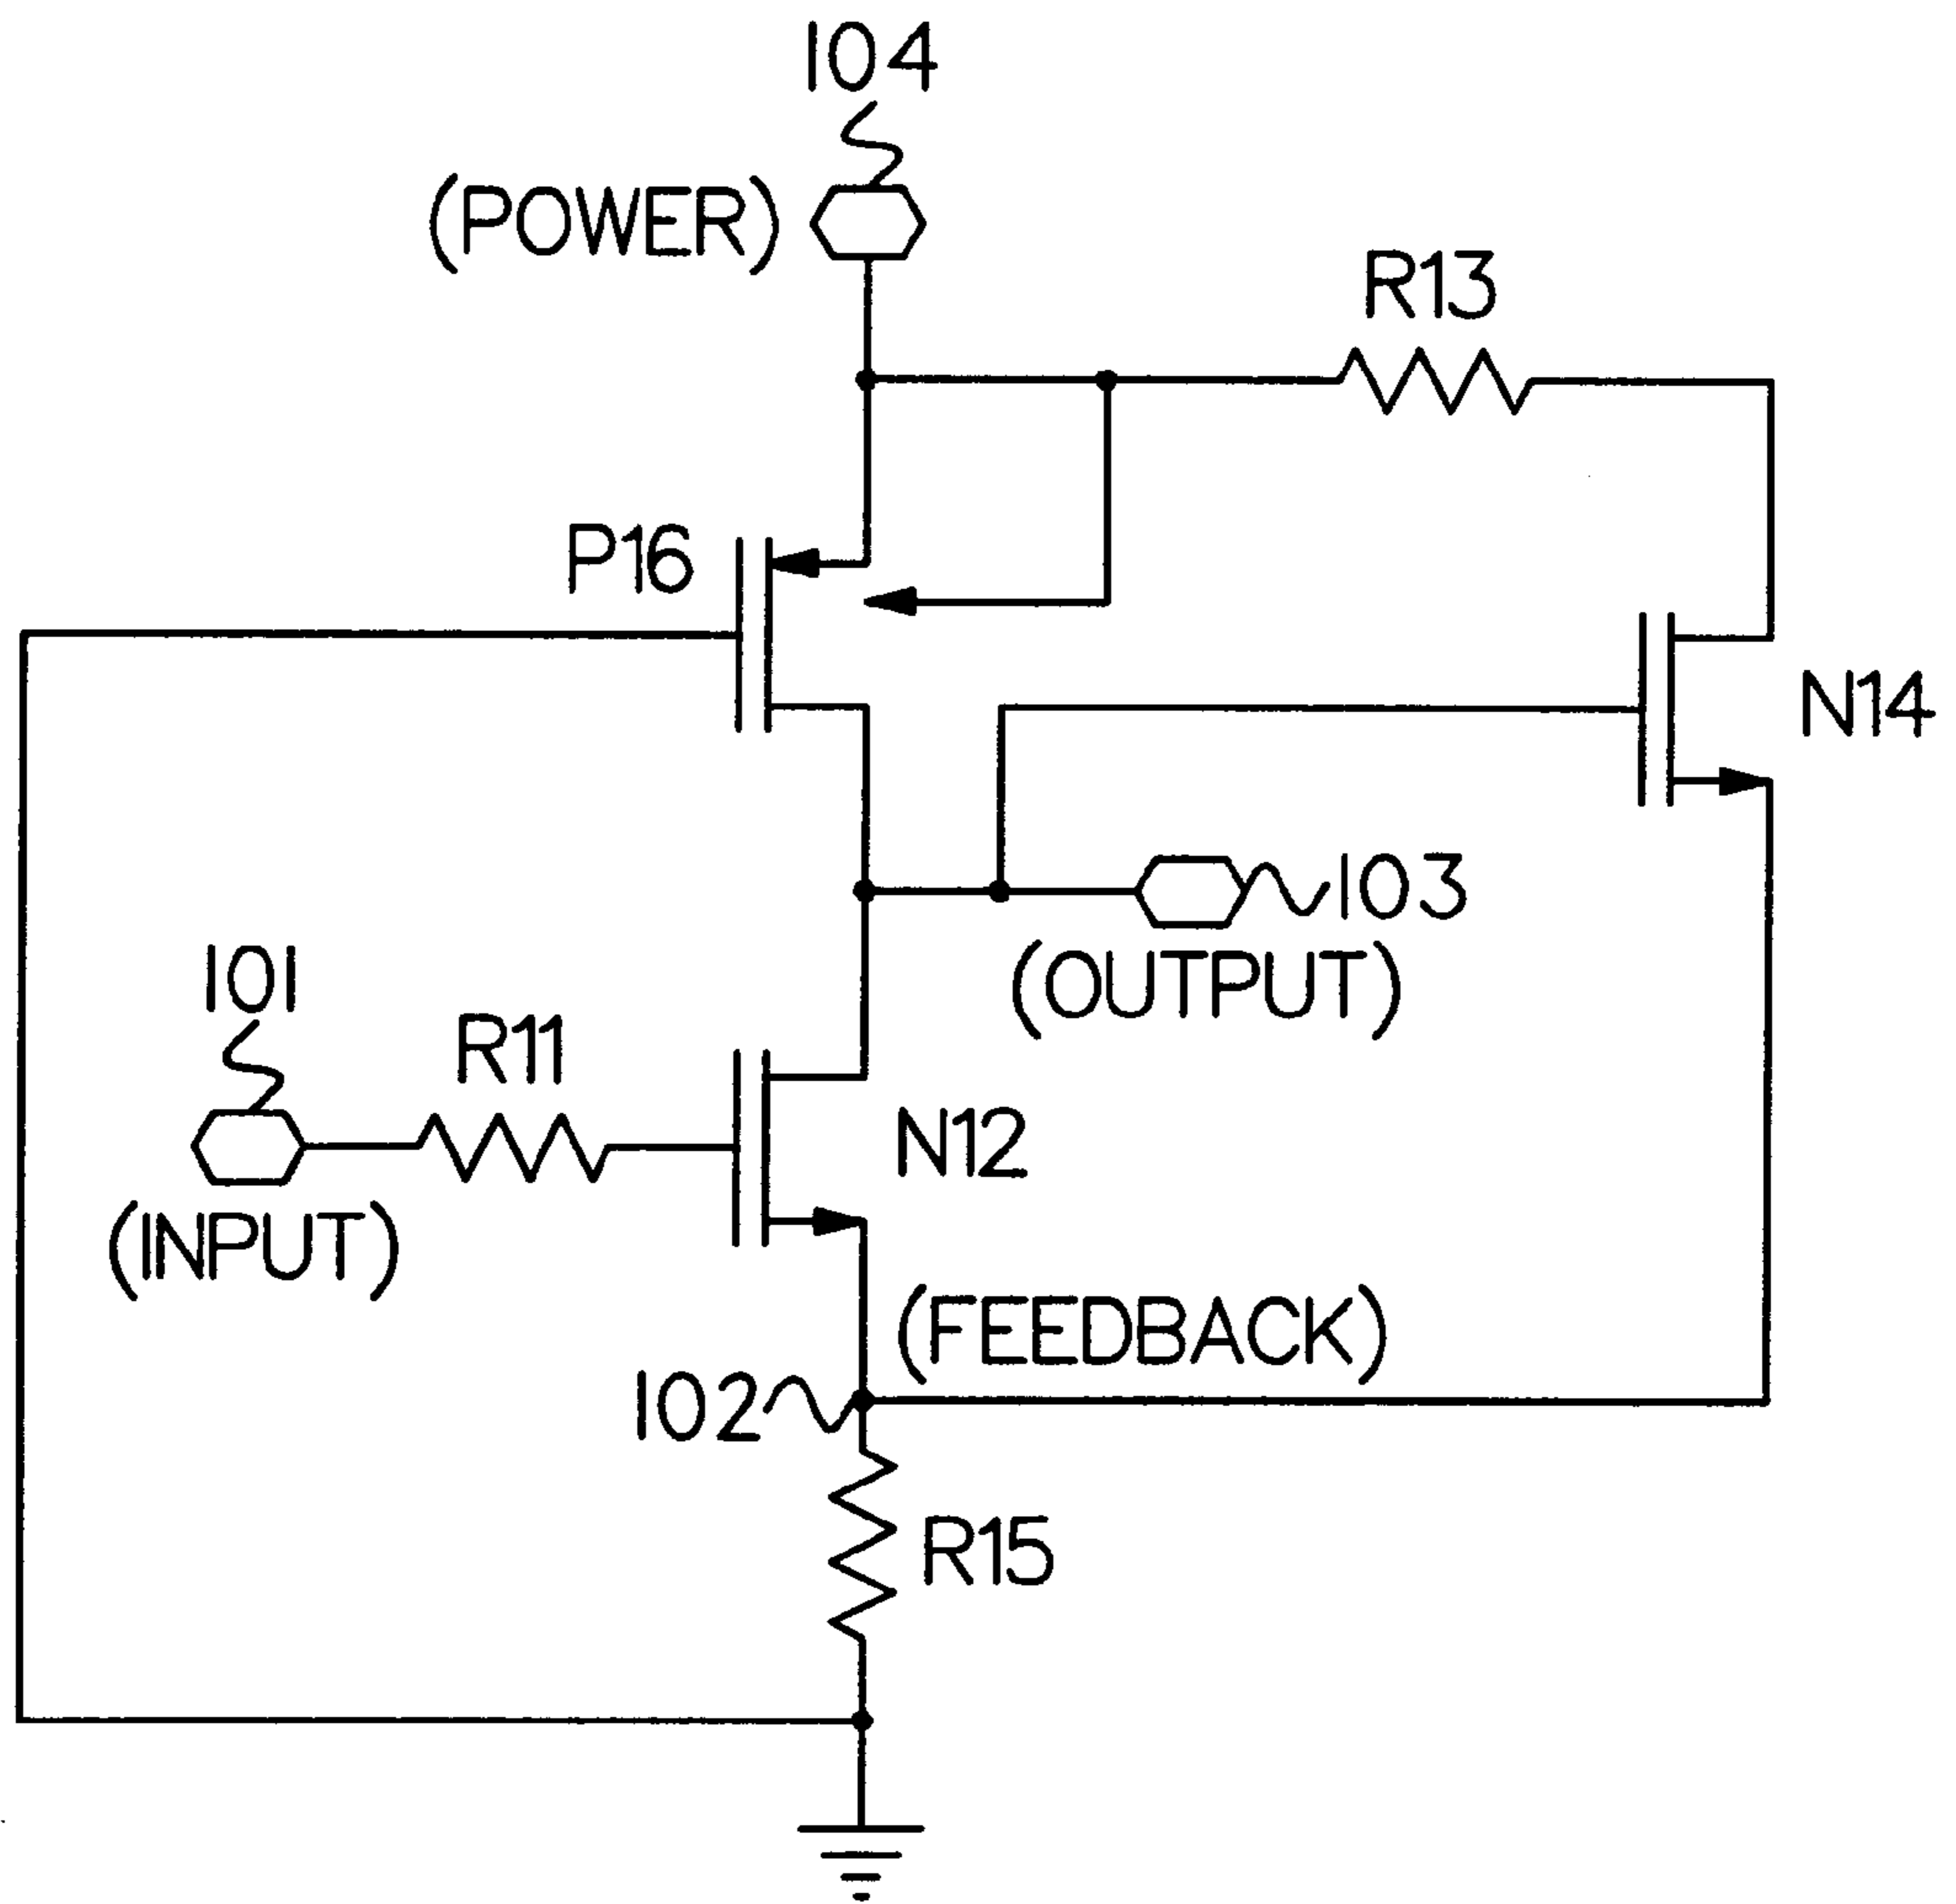 104
(POWER)
R13
P16
N14
103
(OUTPUT)
101
R11
N12
(INPUT)
(FEEDBACK)
102
R15